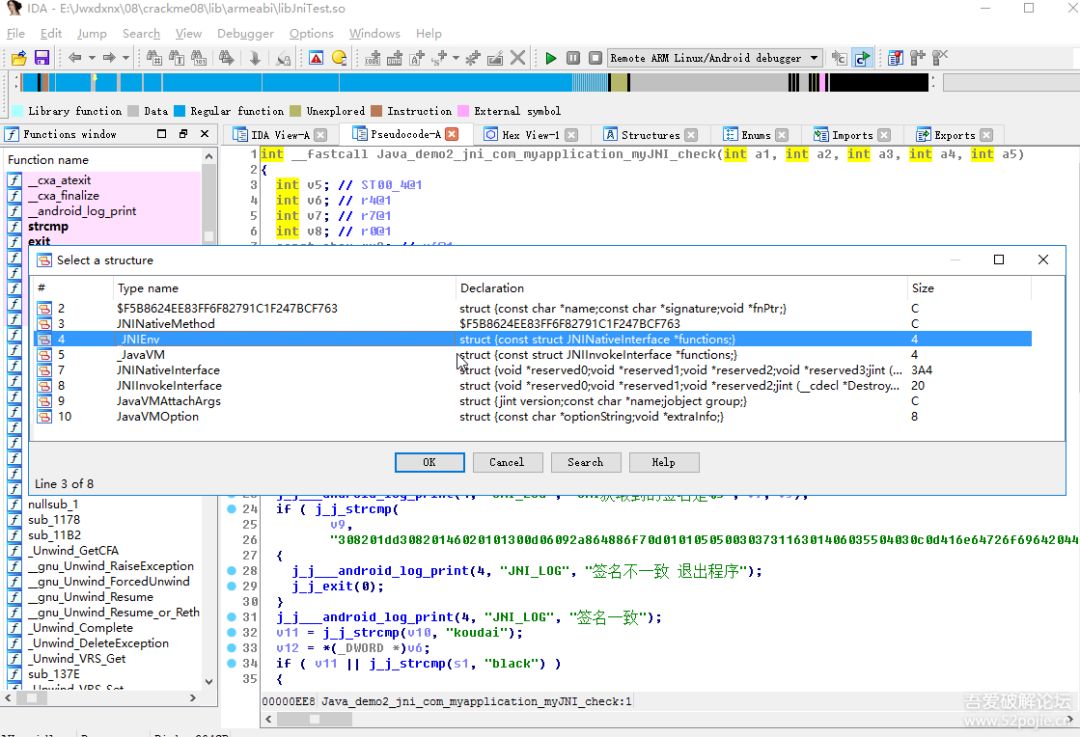 IDA - E:\Jwxdxnx\08\crackme08\lib\armeabi\libJniTest.so
File Edit Jump Search View Debugger Options Windows Help
Remote ARM Linux/Android debugger
Library function Data Regular function Unexplored Instruction External symbol
Functions window
IDA View-A Pseudocode-A Hex View-1 Structures Enums Imports Exports
Function name
__cxa_atexit
__cxa_finalize
__android_log_print
strcmp
exit
1 int __fastcall Java_demo2_jni_com_myapplication_myJNI_check(int a1, int a2, int a3, int a4, int a5)
2 {
3 int v5; // ST00_4@1
4 int v6; // r4@1
5 int v7; // r7@1
6 int v8; // r0@1
Select a structure
# Type name Declaration Size
2 $F5B8624EE83FF6F82791C1F247BCF763 struct {const char *name;const char *signature;void *fnPtr;} C
3 JNINativeMethod $F5B8624EE83FF6F82791C1F247BCF763 C
4 _JNIEnv struct {const struct JNINativeInterface *functions;} 4
5 _JavaVM struct {const struct JNIInvokeInterface *functions;} 4
7 JNINativeInterface struct {void *reserved0;void *reserved1;void *reserved2;void *reserved3;jint (... 3A4
8 JNIInvokeInterface struct {void *reserved0;void *reserved1;void *reserved2;jint (__cdecl *Destroy... 20
9 JavaVMAttachArgs struct {jint version;const char *name;jobject group;} C
10 JavaVMOption struct {const char *optionString;void *extraInfo;} 8
OK Cancel Search Help
Line 3 of 8
nullsub_1
sub_1178
sub_11B2
_Unwind_GetCFA
__gnu_Unwind_RaiseException
__gnu_Unwind_ForcedUnwind
__gnu_Unwind_Resume
__gnu_Unwind_Resume_or_Reth
_Unwind_Complete
_Unwind_DeleteException
_Unwind_VRS_Get
sub_137E
_Unwind_VRS_Set
24 if ( j_j_strcmp(
25 v9,
26 "308201dd30820146020101300d06092a864886f70d010105050030373116301406035504030c0d416e64726f69642044
27 {
28 j_j___android_log_print(4, "JNI_LOG", "签名不一致 退出程序");
29 j_j_exit(0);
30 }
31 j_j___android_log_print(4, "JNI_LOG", "签名一致");
32 v11 = j_j_strcmp(v10, "koudai");
33 v12 = *(_DWORD *)v6;
34 if ( v11 || j_j_strcmp(s1, "black") )
35 {
00000EE8 Java_demo2_jni_com_myapplication_myJNI_check:1
吾爱破解论坛
www.52pojie.cn